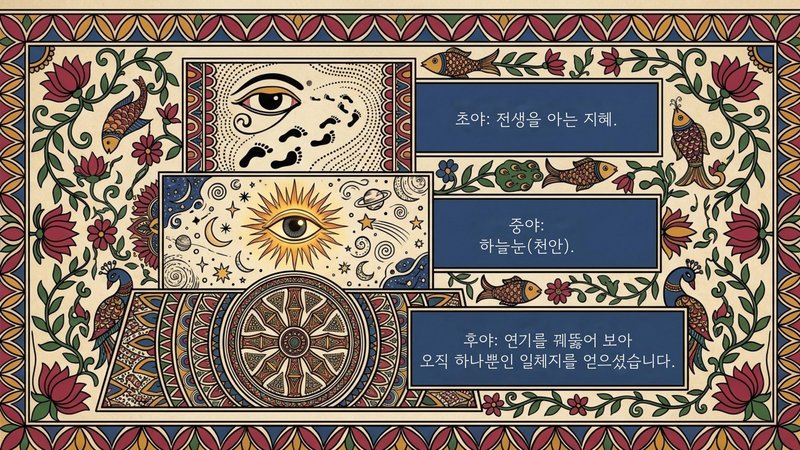 초야: 전생을 아는 지혜.
중야:
하늘눈(천안).
후야: 연기를 꿰뚫어 보아
오직 하나뿐인 일체지를 얻으셨습니다.